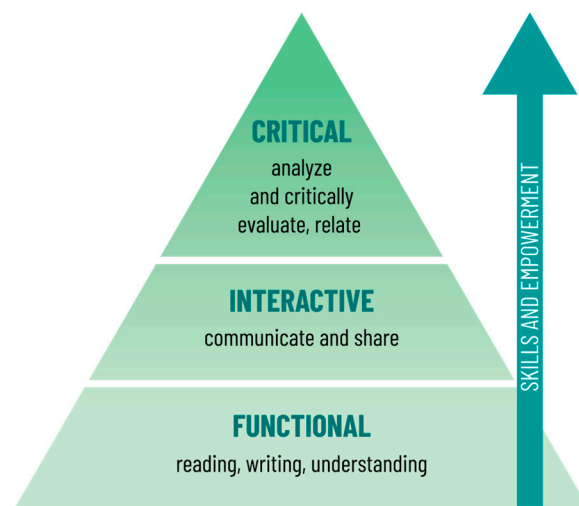 CRITICAL
analyze
and critically
evaluate, relate
INTERACTIVE
communicate and share
FUNCTIONAL
reading, writing, understanding
SKILLS AND EMPOWERMENT